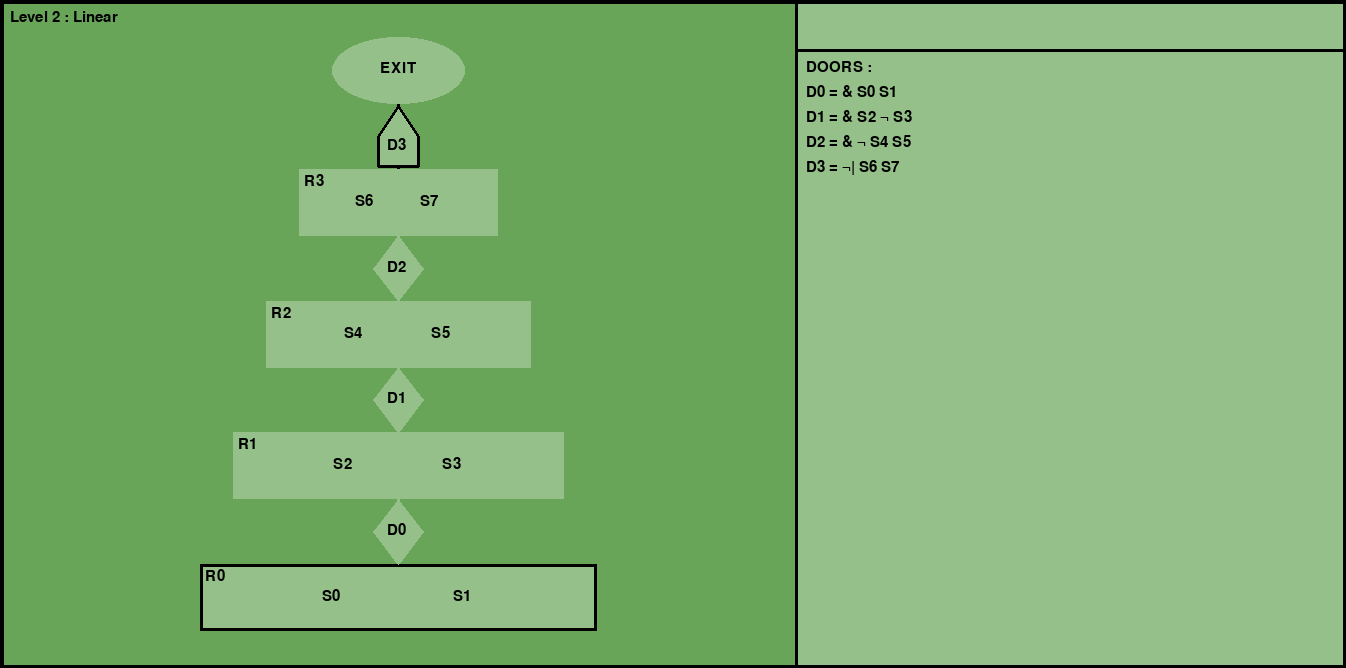 Level 2 : Linear
EXIT
D3
R3
S6 S7
D2
R2
S4 S5
D1
R1
S2 S3
D0
R0
S0 S1
DOORS :
D0 = & S0 S1
D1 = & S2 ¬ S3
D2 = & ¬ S4 S5
D3 = ¬| S6 S7